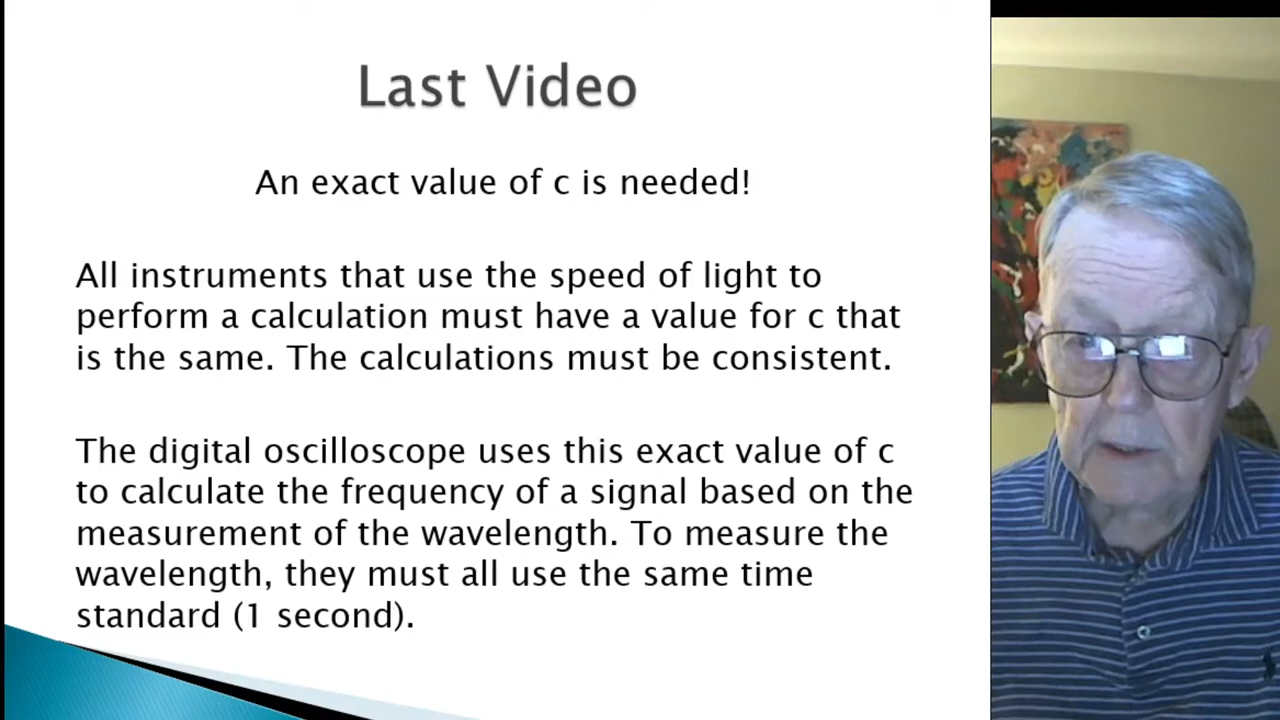 Last Video
An exact value of c is needed!
All instruments that use the speed of light to
perform a calculation must have a value for c that
is the same. The calculations must be consistent.
The digital oscilloscope uses this exact value of c
to calculate the frequency of a signal based on the
measurement of the wavelength. To measure the
wavelength, they must all use the same time
standard (1 second).